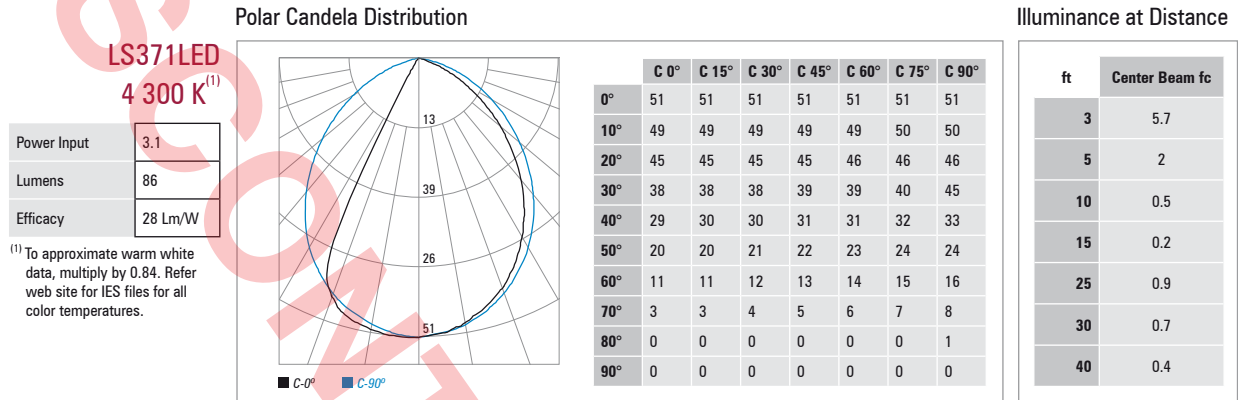 Polar Candela Distribution
Illuminance at Distance
LS371LED
4 300 K(1)
Power Input 3.1
Lumens 86
Efficacy 28 Lm/W
(1) To approximate warm white
data, multiply by 0.84. Refer
web site for IES files for all
color temperatures.
13
39
26
51
C-0º C-90º
C 0° C 15° C 30° C 45° C 60° C 75° C 90°
0° 51 51 51 51 51 51 51
10° 49 49 49 49 49 50 50
20° 45 45 45 45 46 46 46
30° 38 38 38 39 39 40 45
40° 29 30 30 31 31 32 33
50° 20 20 21 22 23 24 24
60° 11 11 12 13 14 15 16
70° 3 3 4 5 6 7 8
80° 0 0 0 0 0 0 1
90° 0 0 0 0 0 0 0
ft Center Beam fc
3 5.7
5 2
10 0.5
15 0.2
25 0.9
30 0.7
40 0.4